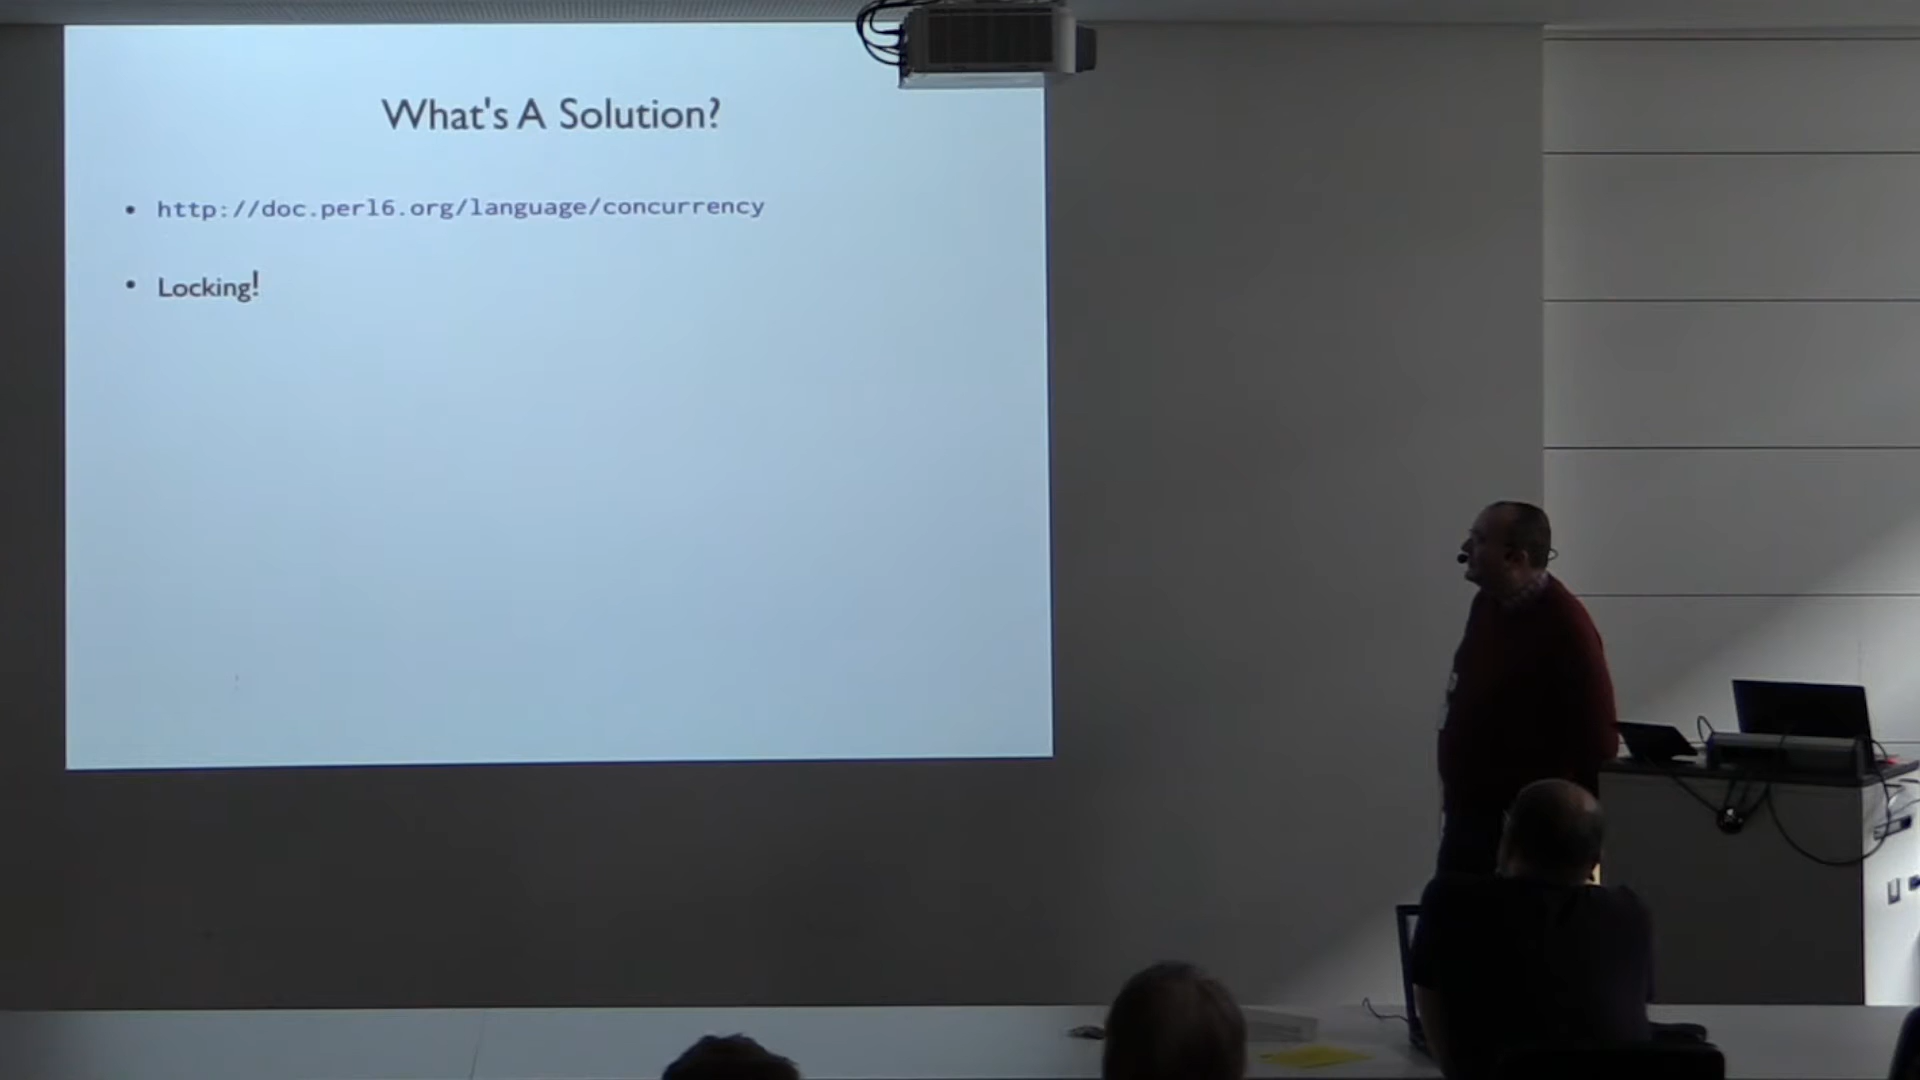 What's A Solution?
• http://doc.perl6.org/language/concurrency
• Locking!